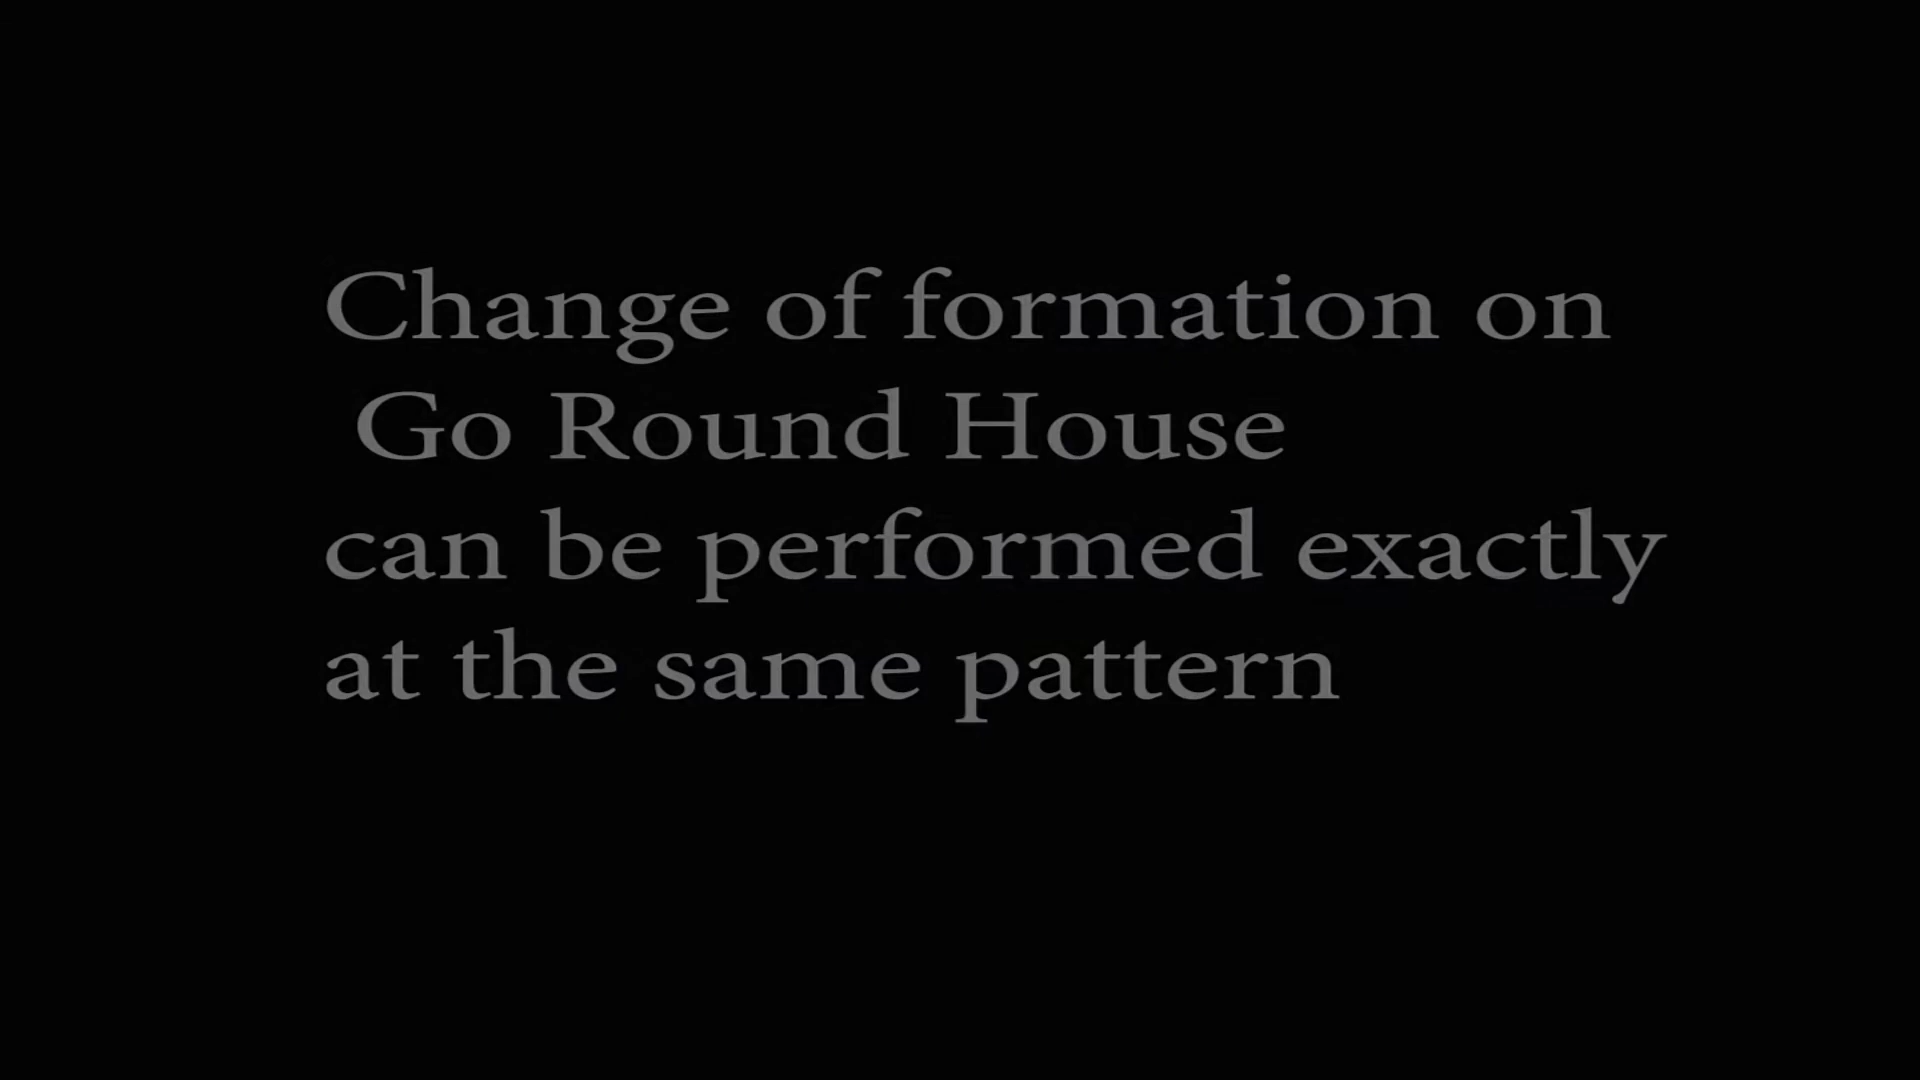 Change of formation on
Go Round House
can be performed exactly
at the same pattern